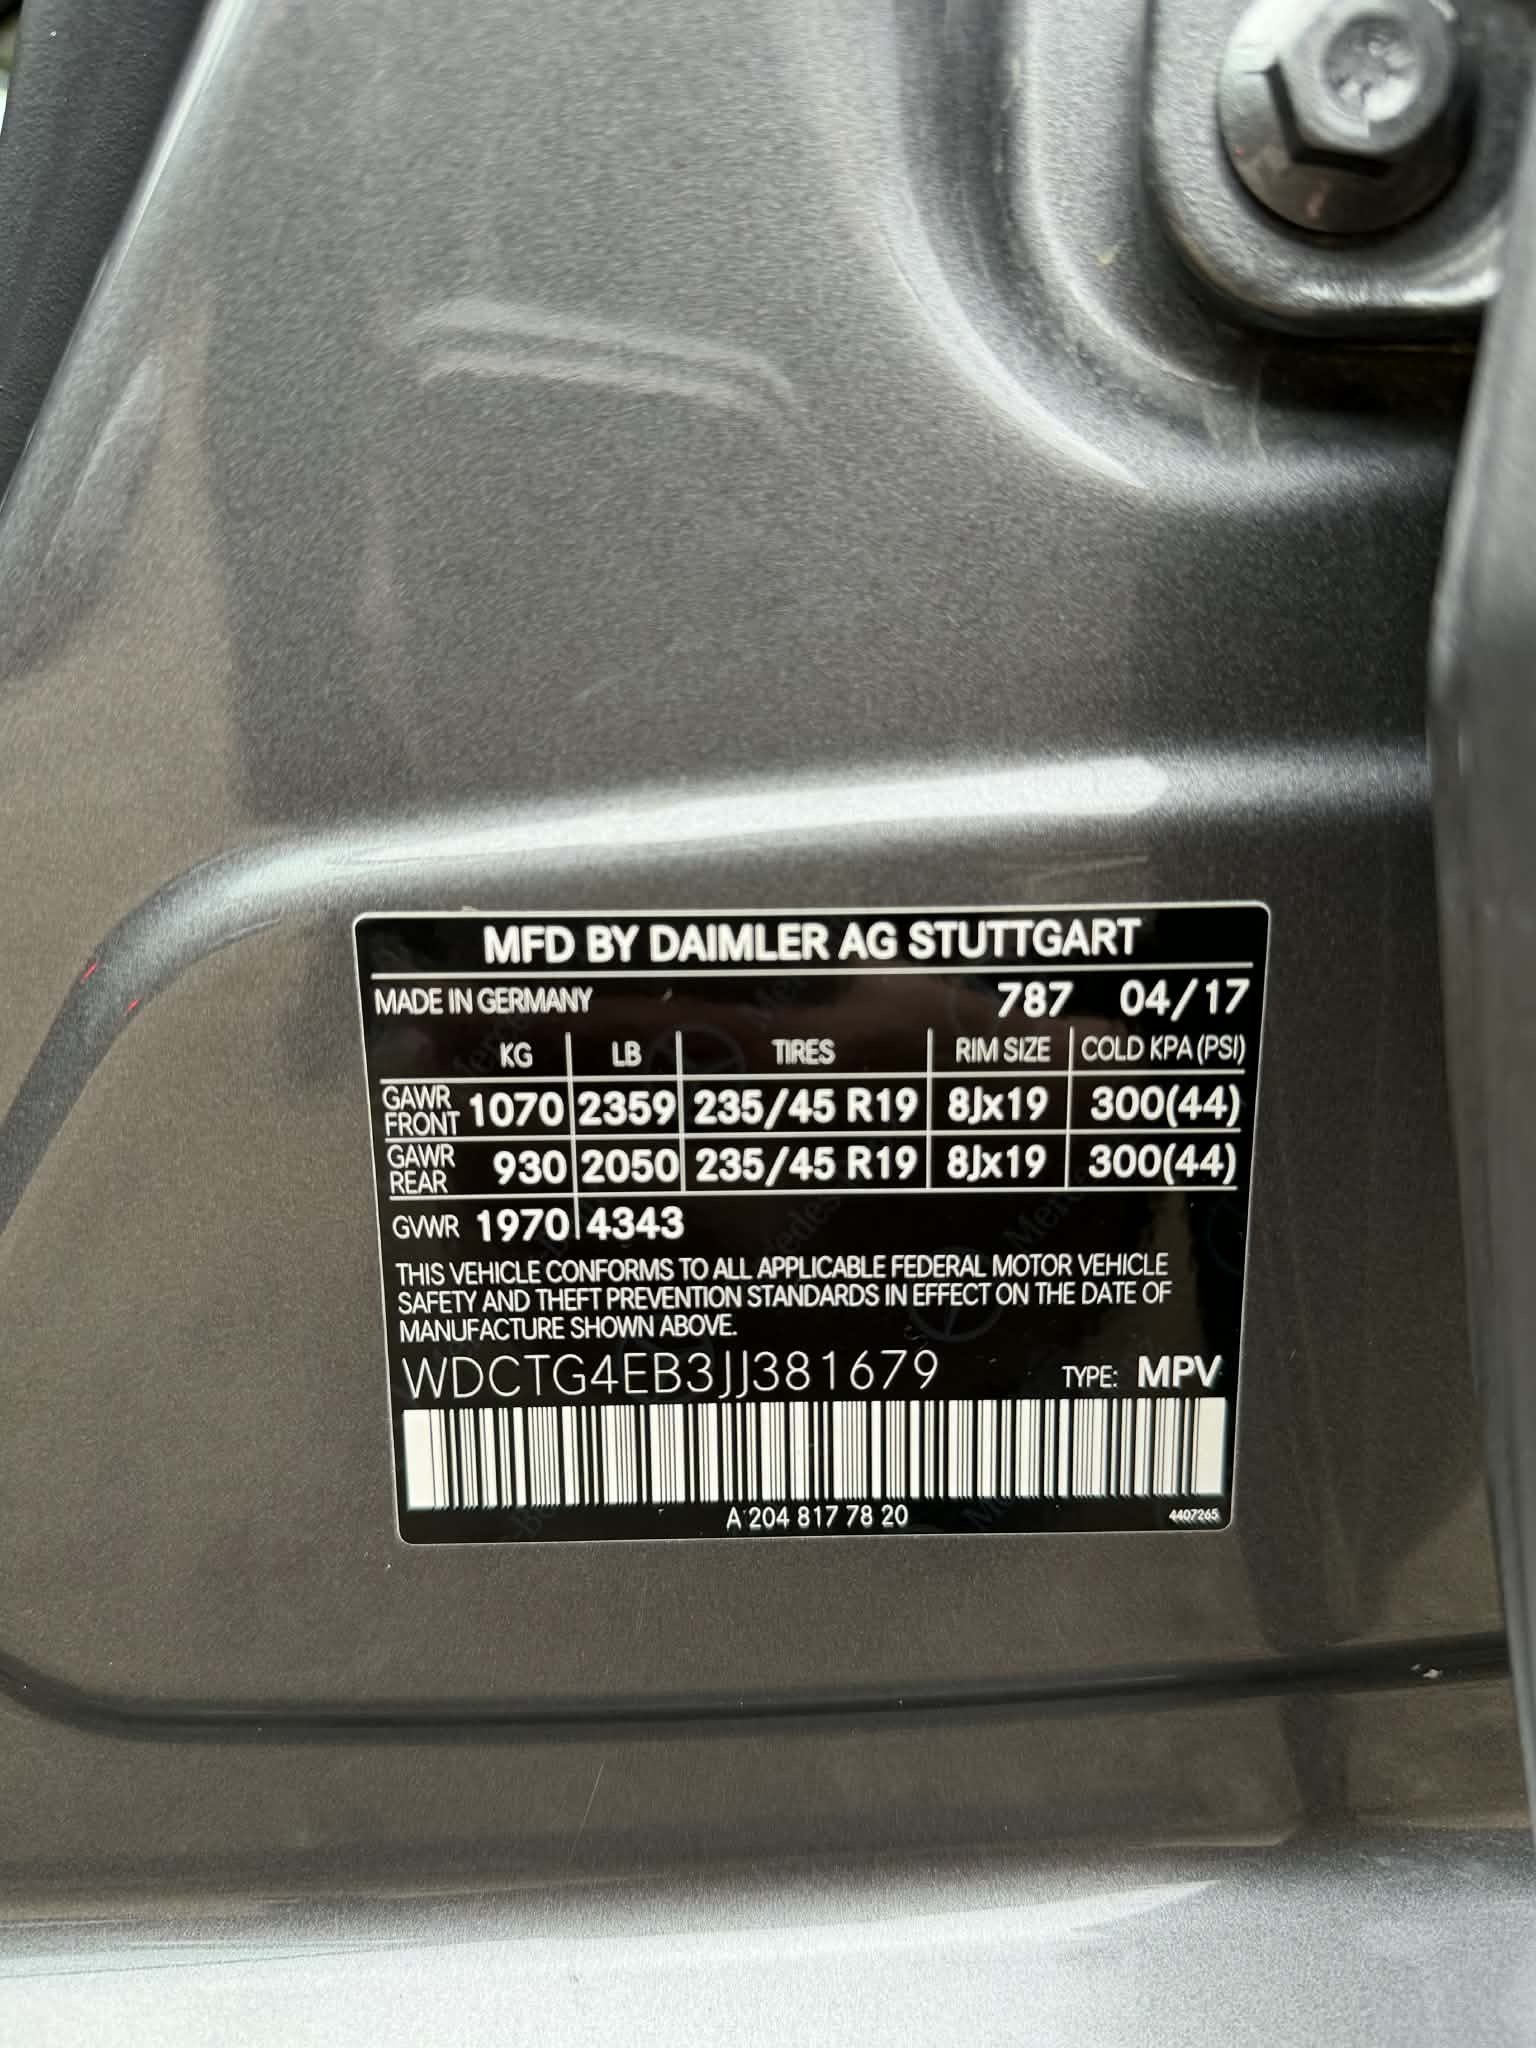 MFD BY DAIMLER AG STUTTGART
MADE IN GERMANY 787 04/17
KG LB TIRES RIM SIZE COLD KPA (PSI)
GAWR FRONT 1070 2359 235/45 R19 8Jx19 300(44)
GAWR REAR 930 2050 235/45 R19 8Jx19 300(44)
GVWR 1970 4343
THIS VEHICLE CONFORMS TO ALL APPLICABLE FEDERAL MOTOR VEHICLE
SAFETY AND THEFT PREVENTION STANDARDS IN EFFECT ON THE DATE OF
MANUFACTURE SHOWN ABOVE.
WDCTG4EB3JJ381679 TYPE: MPV
A 204 817 78 20 4407265